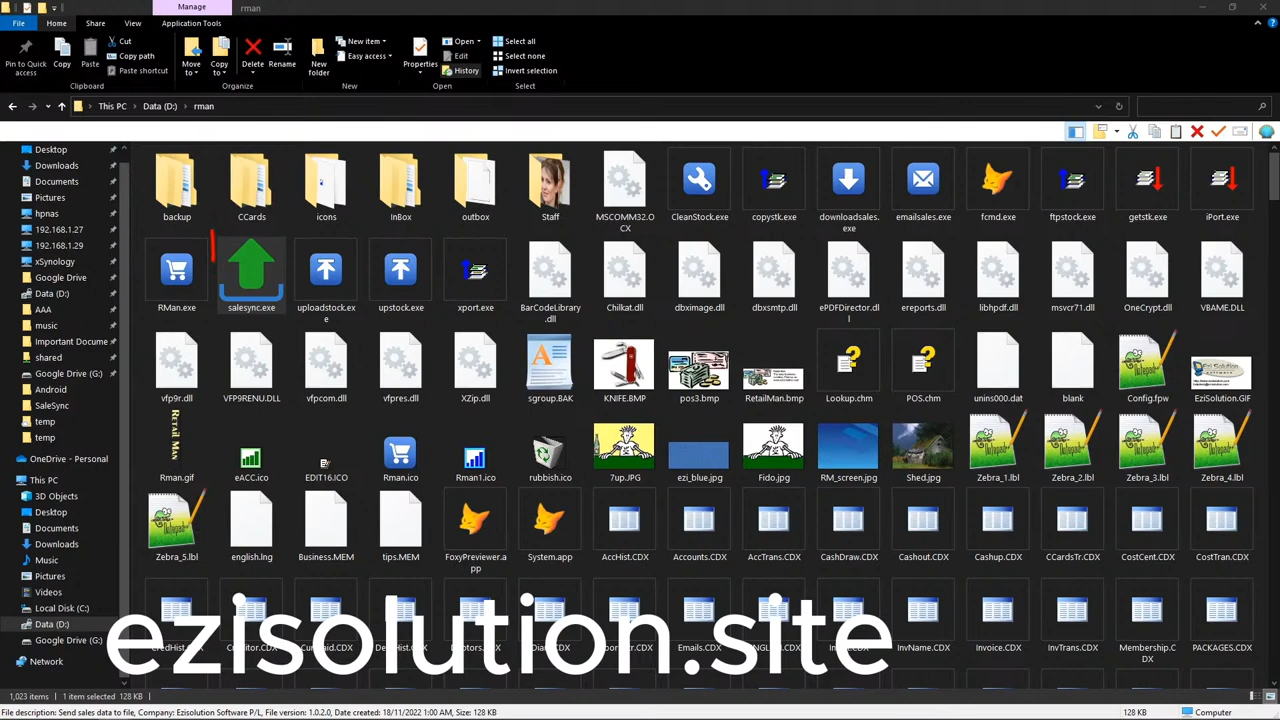 Manage
rman
File
Home
Share
View
Application Tools
Pin to Quick
access
Copy
Paste
Cut
Copy path
Paste shortcut
Clipboard
Move
to
Copy
to
Delete
Rename
Organize
New
folder
New item
Easy access
New
Properties
Open
Edit
History
Open
Select all
Select none
Invert selection
Select
This PC > Data (D:) > rman
Desktop
Downloads
Documents
Pictures
hpnas
192.168.1.27
192.168.1.29
xSynology
Google Drive
Data (D:)
AAA
music
Important Docume
shared
Google Drive (G:)
Android
SaleSync
temp
temp
OneDrive - Personal
This PC
3D Objects
Desktop
Documents
Downloads
Music
Pictures
Videos
Local Disk (C:)
Data (D:)
Google Drive (G:
Network
backup
CCards
icons
InBox
outbox
Staff
MSCOMM32.O
CX
CleanStock.exe
copystk.exe
downloadsales.
exe
emailsales.exe
fcmd.exe
ftpstock.exe
getstk.exe
iPort.exe
RMan.exe
salesync.exe
uploadstock.ex
e
upstock.exe
xport.exe
BarCodeLibrary
.dll
Chilkat.dll
dbximage.dll
dbxsmtp.dll
ePDFDirector.dl
l
ereports.dll
libhpdf.dll
msvcr71.dll
OneCrypt.dll
VBAME.DLL
vfp9r.dll
VFP9RENU.DLL
vfpcom.dll
vfpres.dll
XZip.dll
sgroup.BAK
KNIFE.BMP
pos3.bmp
RetailMan.bmp
Lookup.chm
POS.chm
unins000.dat
blank
Config.fpw
EziSolution.GIF
Retail Man
Rman.gif
eACC.ico
EDIT16.ICO
Rman.ico
Rman1.ico
rubbish.ico
7up.JPG
ezi_blue.jpg
Fido.jpg
RM_screen.jpg
Shed.jpg
Zebra_1.lbl
Zebra_2.lbl
Zebra_3.lbl
Zebra_4.lbl
Zebra_5.lbl
english.lng
Business.MEM
tips.MEM
FoxyPreviewer.a
pp
System.app
AccHist.CDX
Accounts.CDX
AccTrans.CDX
CashDraw.CDX
Cashout.CDX
Cashup.CDX
CCardsTr.CDX
CostCent.CDX
CostTran.CDX
Emails.CDX
InvName.CDX
Invoice.CDX
InvTrans.CDX
Membership.C
DX
PACKAGES.CDX
ezisolution.site
1,023 items
1 item selected 128 KB
File description: Send sales data to file, Company: Ezisolution Software P/L, File version: 1.0.2.0, Date created: 18/11/2022 1:00 AM, Size: 128 KB
128 KB
Computer